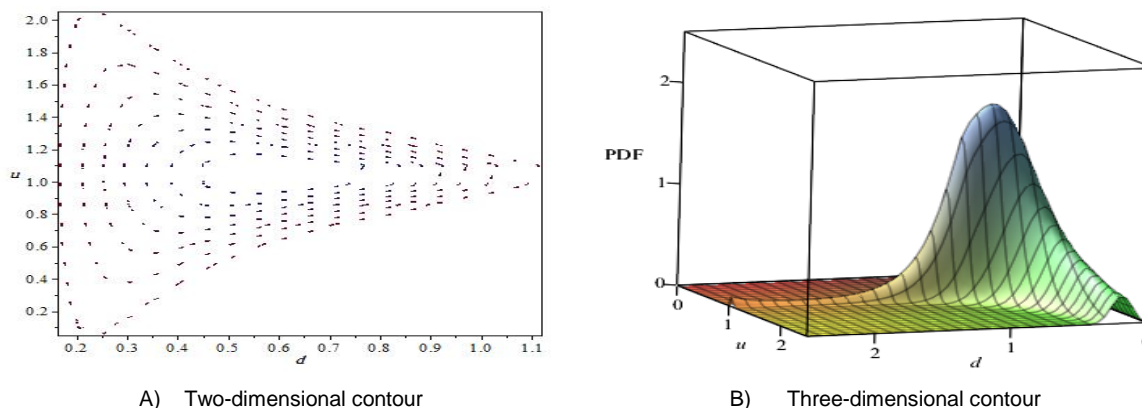 2.0
1.8
1.6
1.4
1.2
u
1.0
0.8
0.6
0.4
0.2
0.2 0.3 0.4 0.5 0.6 0.7 0.8 0.9 1.0 1.1
d
2
PDF
1
0
0
1
u
2
2
d
1
A) Two-dimensional contour
B) Three-dimensional contour